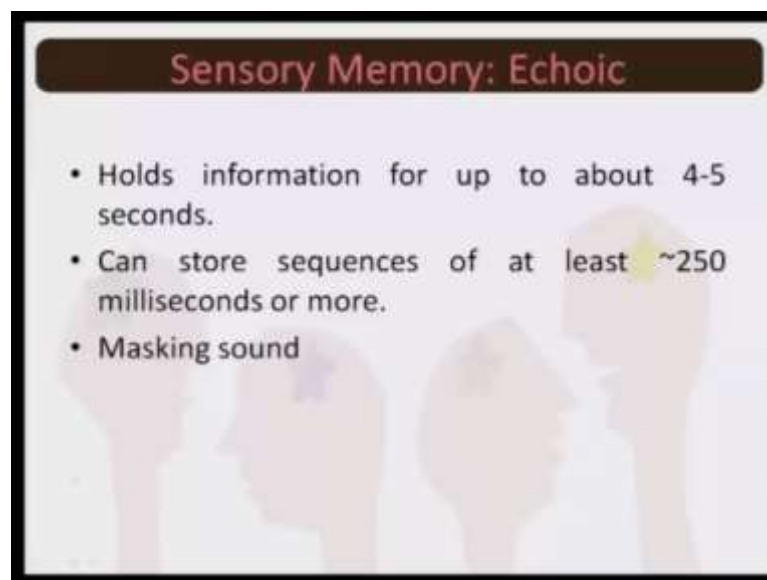 Sensory Memory: Echoic
• Holds information for up to about 4-5
seconds.
• Can store sequences of at least ~250
milliseconds or more.
• Masking sound